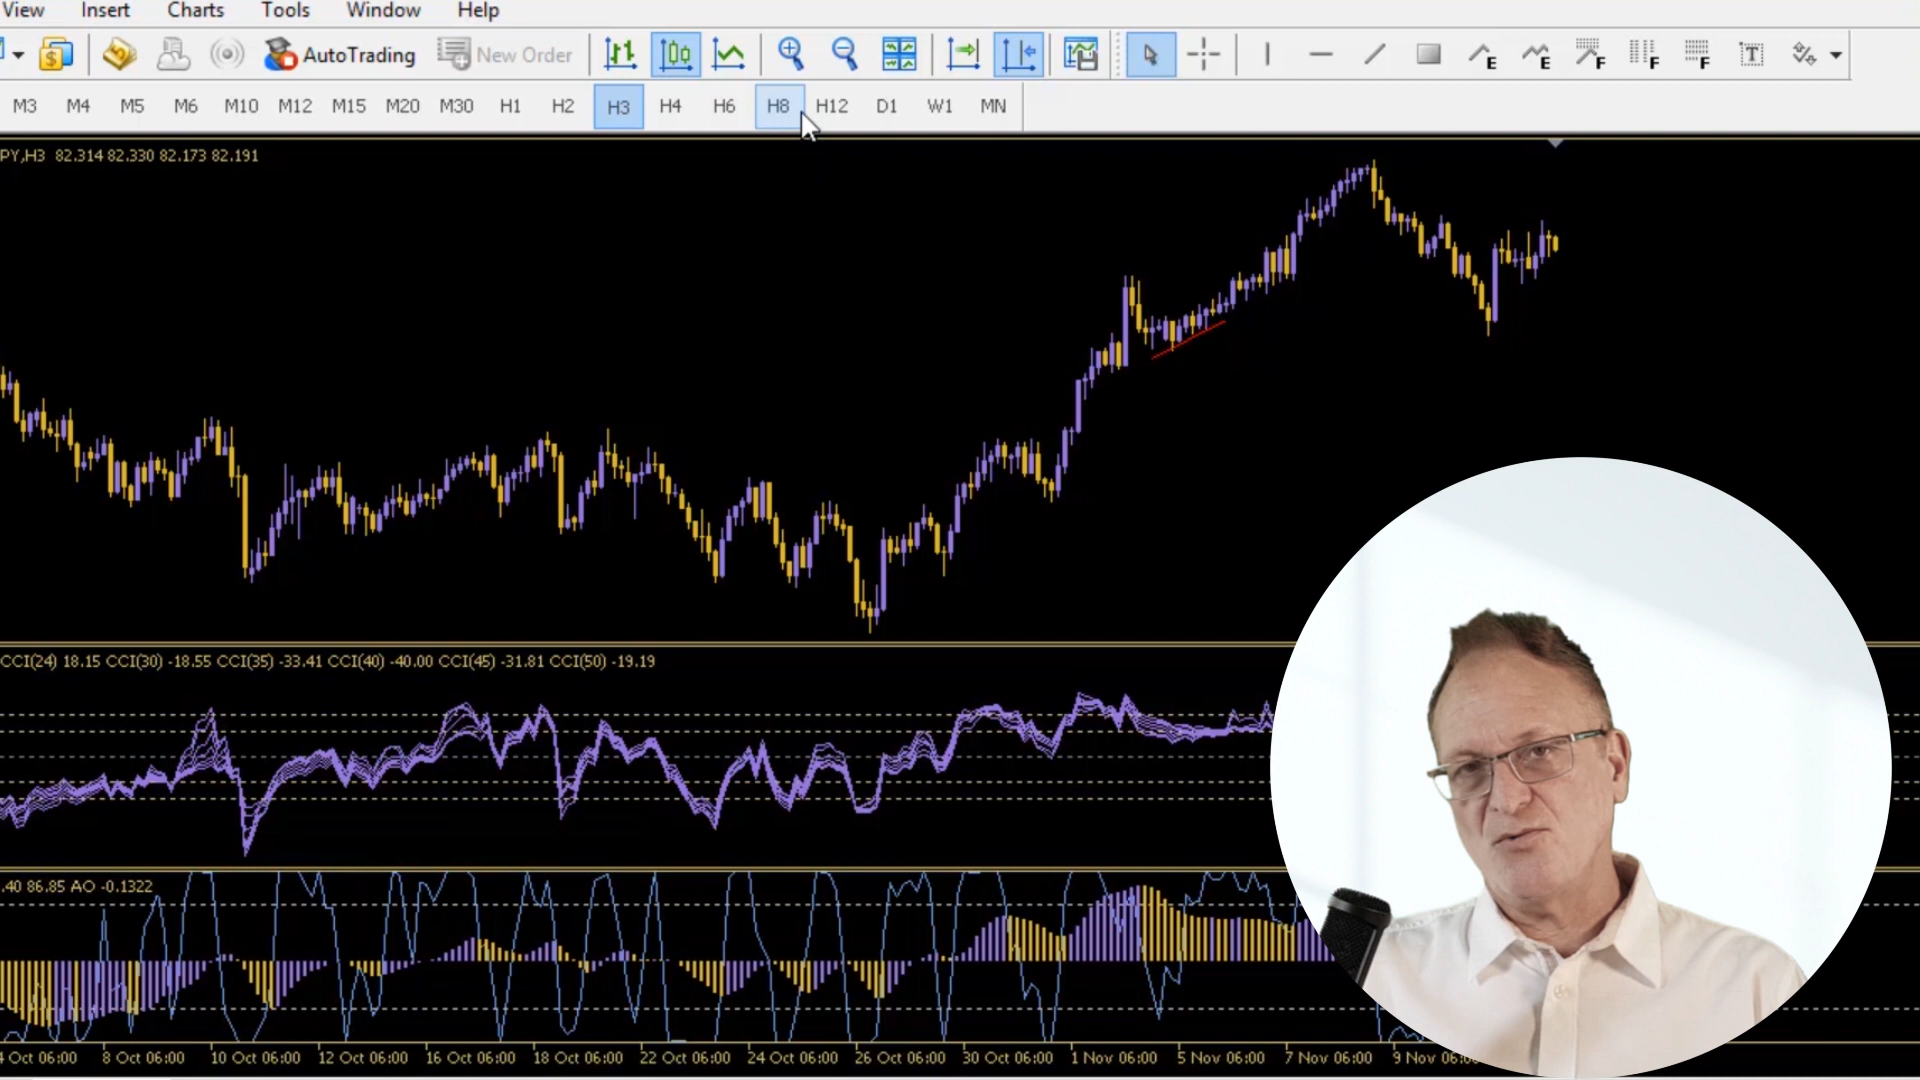 View Insert Charts Tools Window Help
AutoTrading New Order E E F F F T
M3 M4 M5 M6 M10 M12 M15 M20 M30 H1 H2 H3 H4 H6 H8 H12 D1 W1 MN
PY,H3 82.314 82.330 82.173 82.191
CCI(24) 18.15 CCI(30) -18.55 CCI(35) -33.41 CCI(40) -40.00 CCI(45) -31.81 CCI(50) -19.19
.40 86.85 AO -0.1322
4 Oct 06:00 8 Oct 06:00 10 Oct 06:00 12 Oct 06:00 16 Oct 06:00 18 Oct 06:00 22 Oct 06:00 24 Oct 06:00 26 Oct 06:00 30 Oct 06:00 1 Nov 06:00 5 Nov 06:00 7 Nov 06:00 9 Nov 06:00